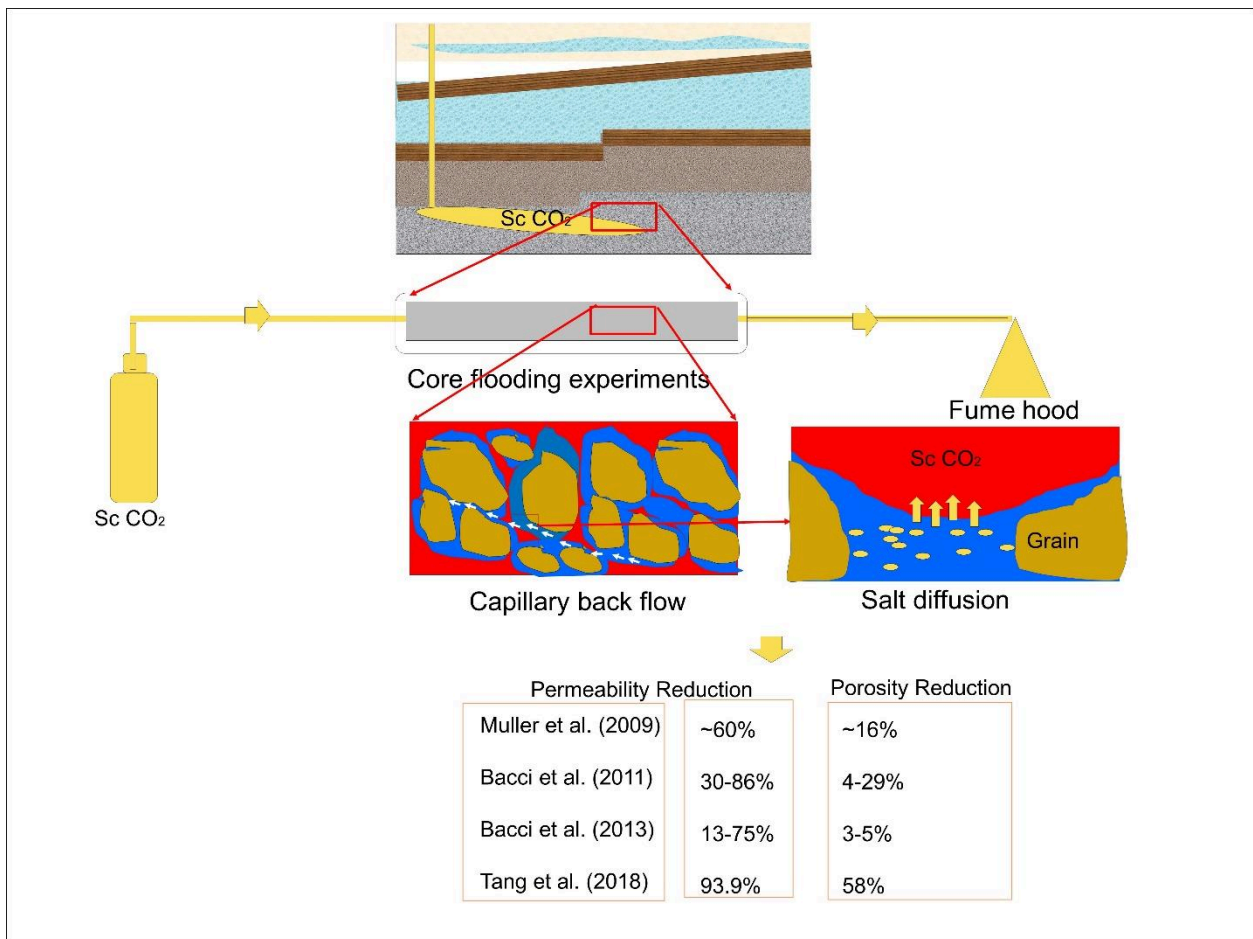 Sc CO₂
Core flooding experiments
Fume hood
Sc CO₂
Sc CO₂
Grain
Capillary back flow
Salt diffusion
Permeability Reduction Porosity Reduction
Muller et al. (2009) ~60% ~16%
Bacci et al. (2011) 30-86% 4-29%
Bacci et al. (2013) 13-75% 3-5%
Tang et al. (2018) 93.9% 58%